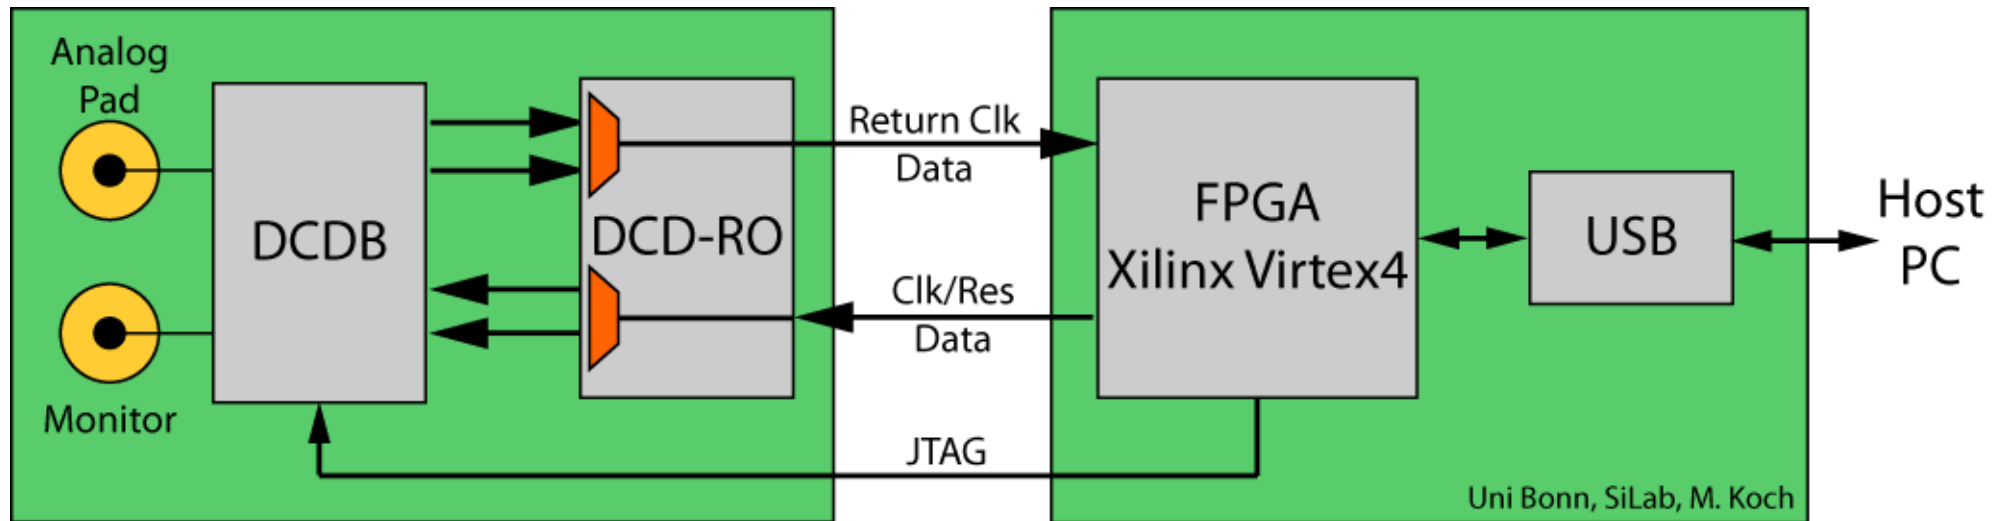 Analog
Pad
DCDB
Monitor
DCD-RO
Return Clk
Data
Clk/Res
Data
JTAG
FPGA
Xilinx Virtex4
USB
Host
PC
Uni Bonn, SiLab, M. Koch